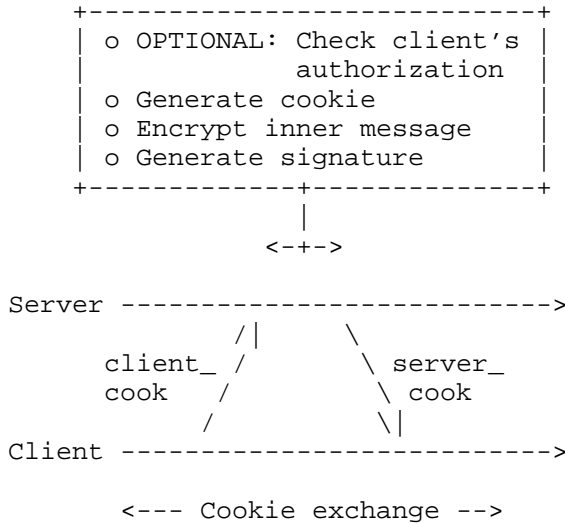 o OPTIONAL: Check client's
authorization
o Generate cookie
o Encrypt inner message
o Generate signature
<-+->
Server --------------------------->
client_ server_
cook cook
Client --------------------------->
<--- Cookie exchange -->